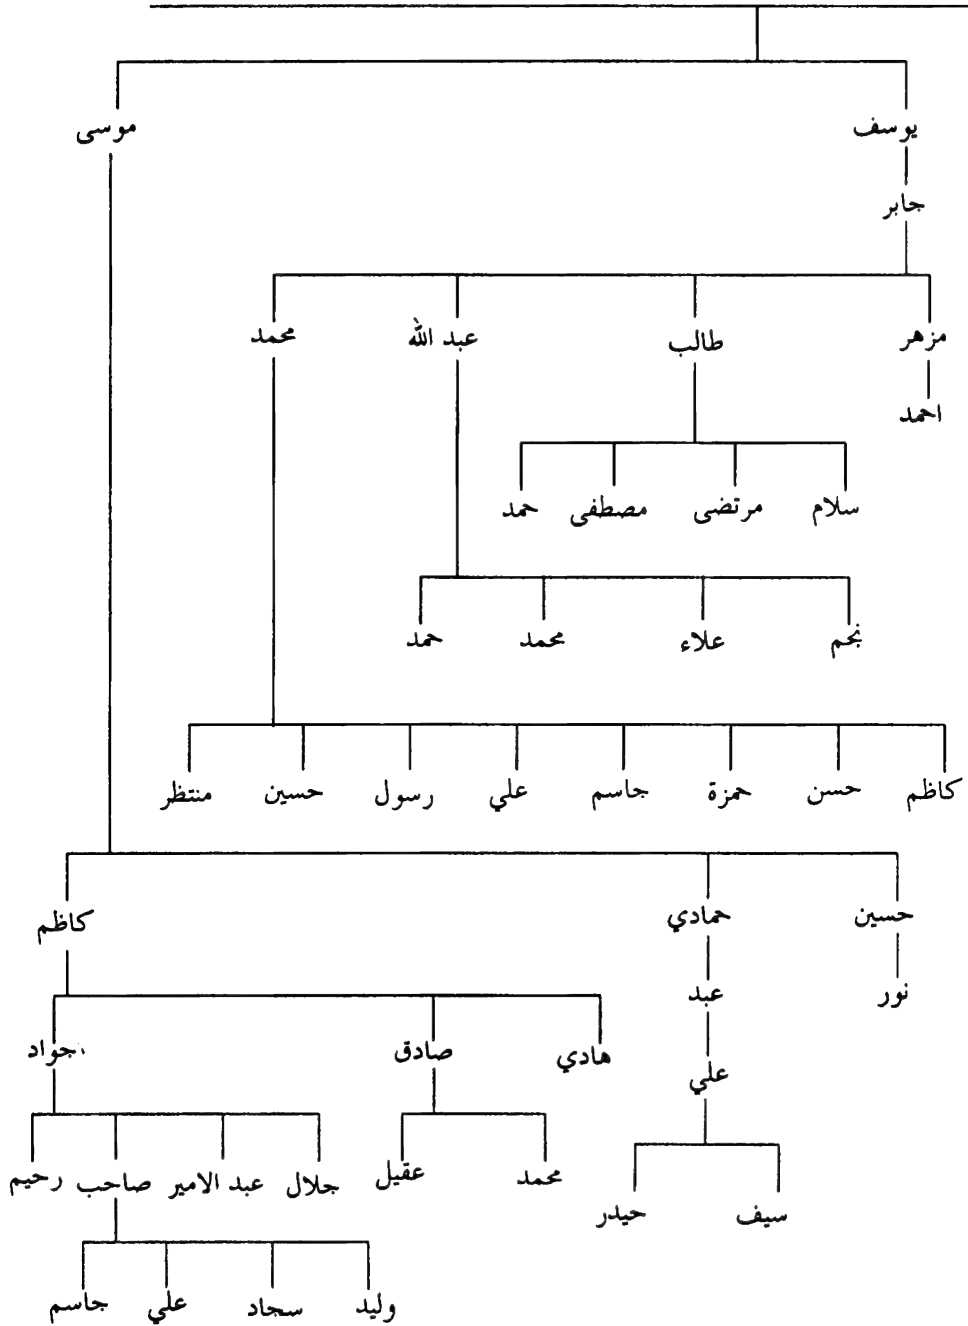 يوسف موسى
جابر
مزهر طالب عبد الله محمد
احمد
سلام مرتضى مصطفى حمد
نجم علاء محمد حمد
كاظم حسن حمزة جاسم علي رسول حسين منتظر
حسين حمادي كاظم
نور عبد
هادي صادق جواد
علي
محمد عقيل جلال عبد الامير صاحب رحيم
سيف حيدر
وليد سجاد علي جاسم